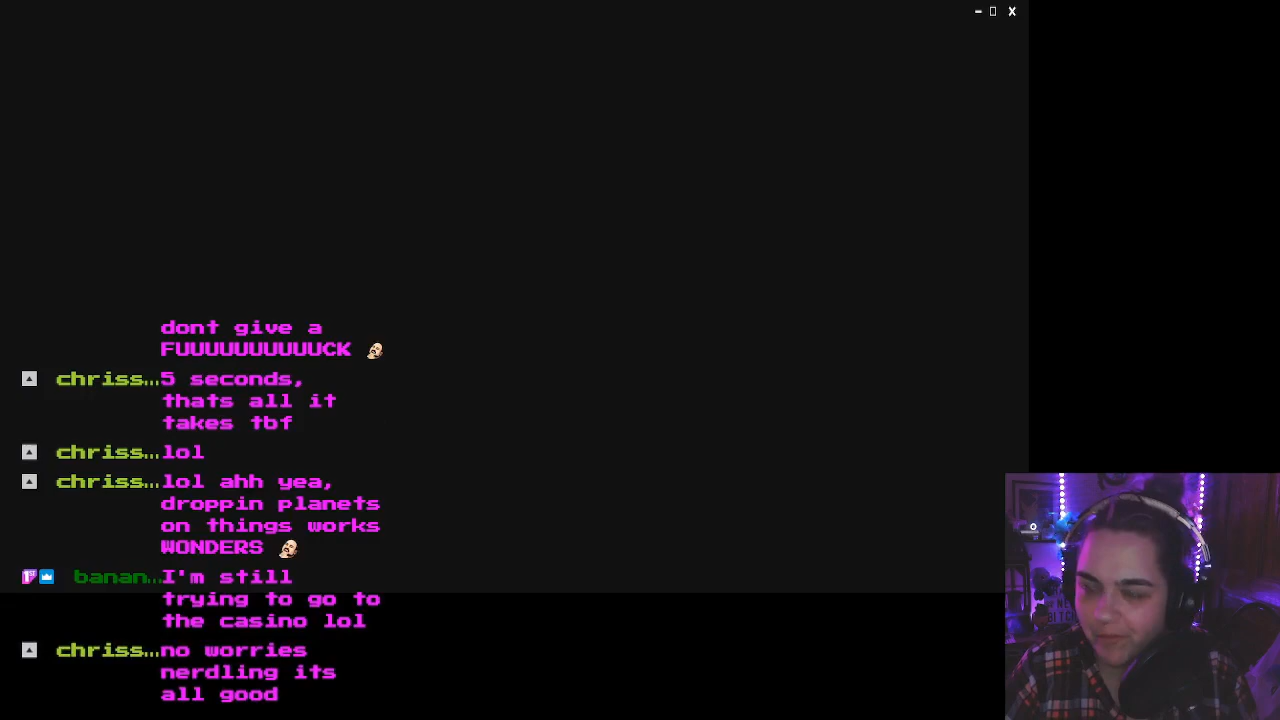 dont give a
FUUUUUUUUUUCK
chriss...5 seconds,
thats all it
takes tbf
chriss...lol
chriss...lol ahh yea,
droppin planets
on things works
WONDERS
banan...I'm still
trying to go to
the casino lol
chriss...no worries
nerdling its
all good